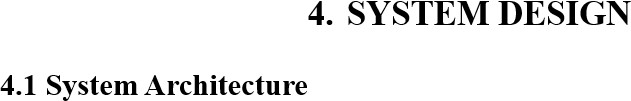 4. SYSTEM DESIGN
4.1 System Architecture